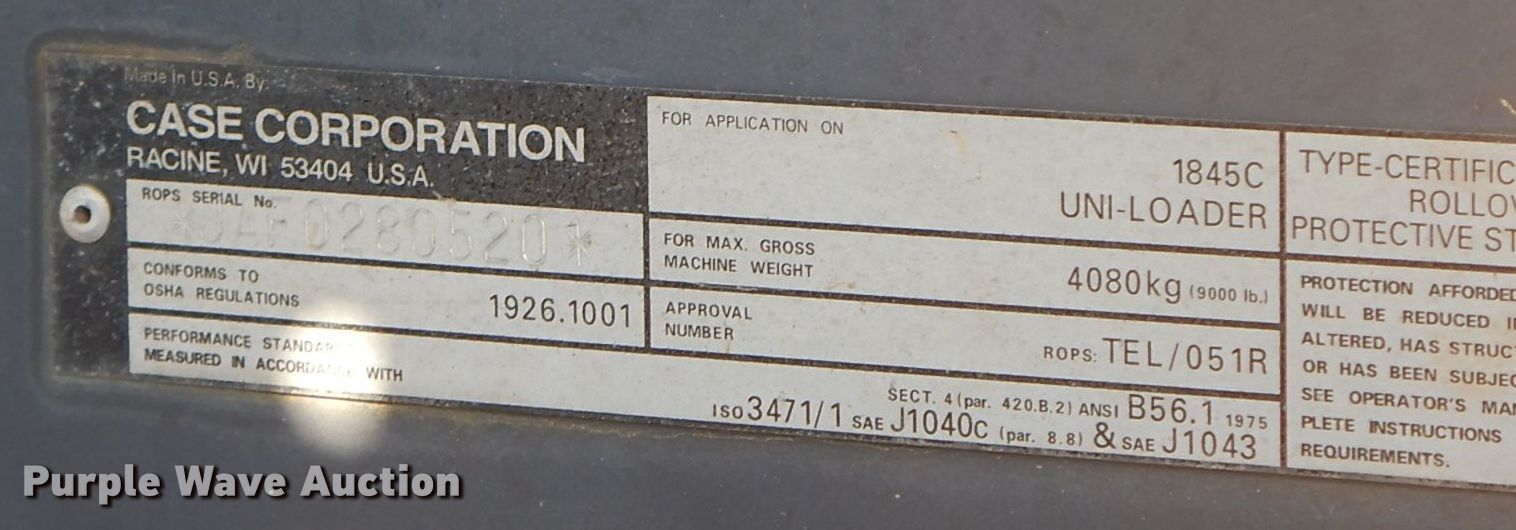 Made in U.S.A. By
CASE CORPORATION
RACINE, WI 53404 U.S.A.
ROPS SERIAL No.
*JAF0280520*
CONFORMS TO
OSHA REGULATIONS
1926.1001
PERFORMANCE STANDA
MEASURED IN ACCORDA WITH
SECT. 4 (par. 420.B.2) ANSI B56.1 1975
ISO 3471/1 SAE J1040c (par. 8.8) & SAE J1043
FOR APPLICATION ON
1845C
UNI-LOADER
FOR MAX. GROSS
MACHINE WEIGHT
4080kg (9000 lb.)
APPROVAL
NUMBER
ROPS: TEL/051R
TYPE-CERTIFIC
ROLLOV
PROTECTIVE ST
PROTECTION AFFORDED
WILL BE REDUCED I
ALTERED, HAS STRUCT
OR HAS BEEN SUBJEC
SEE OPERATOR'S MA
PLETE INSTRUCTIONS
REQUIREMENTS.
Purple Wave Auction